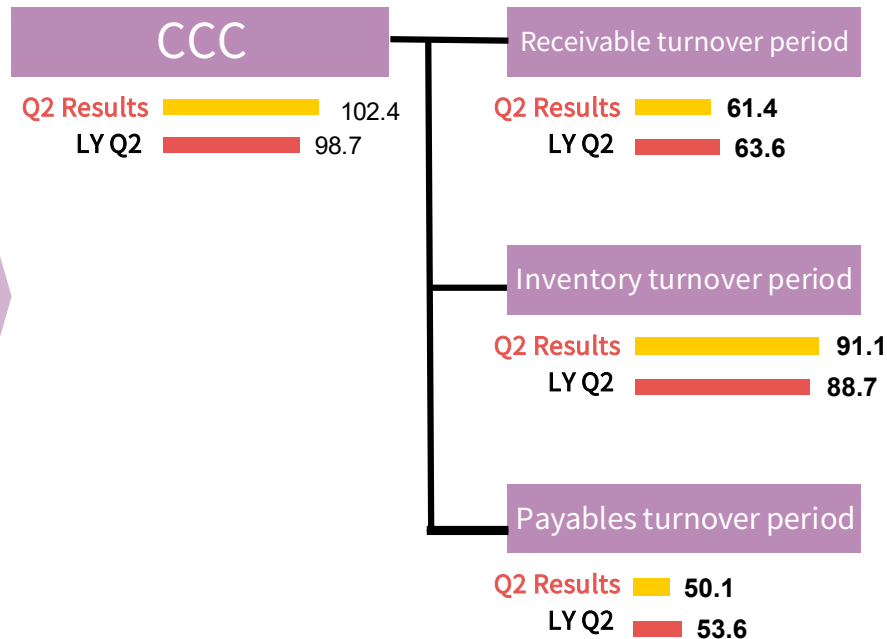 CCC
Q2 Results 102.4
LY Q2 98.7
Receivable turnover period
Q2 Results 61.4
LY Q2 63.6
Inventory turnover period
Q2 Results 91.1
LY Q2 88.7
Payables turnover period
Q2 Results 50.1
LY Q2 53.6